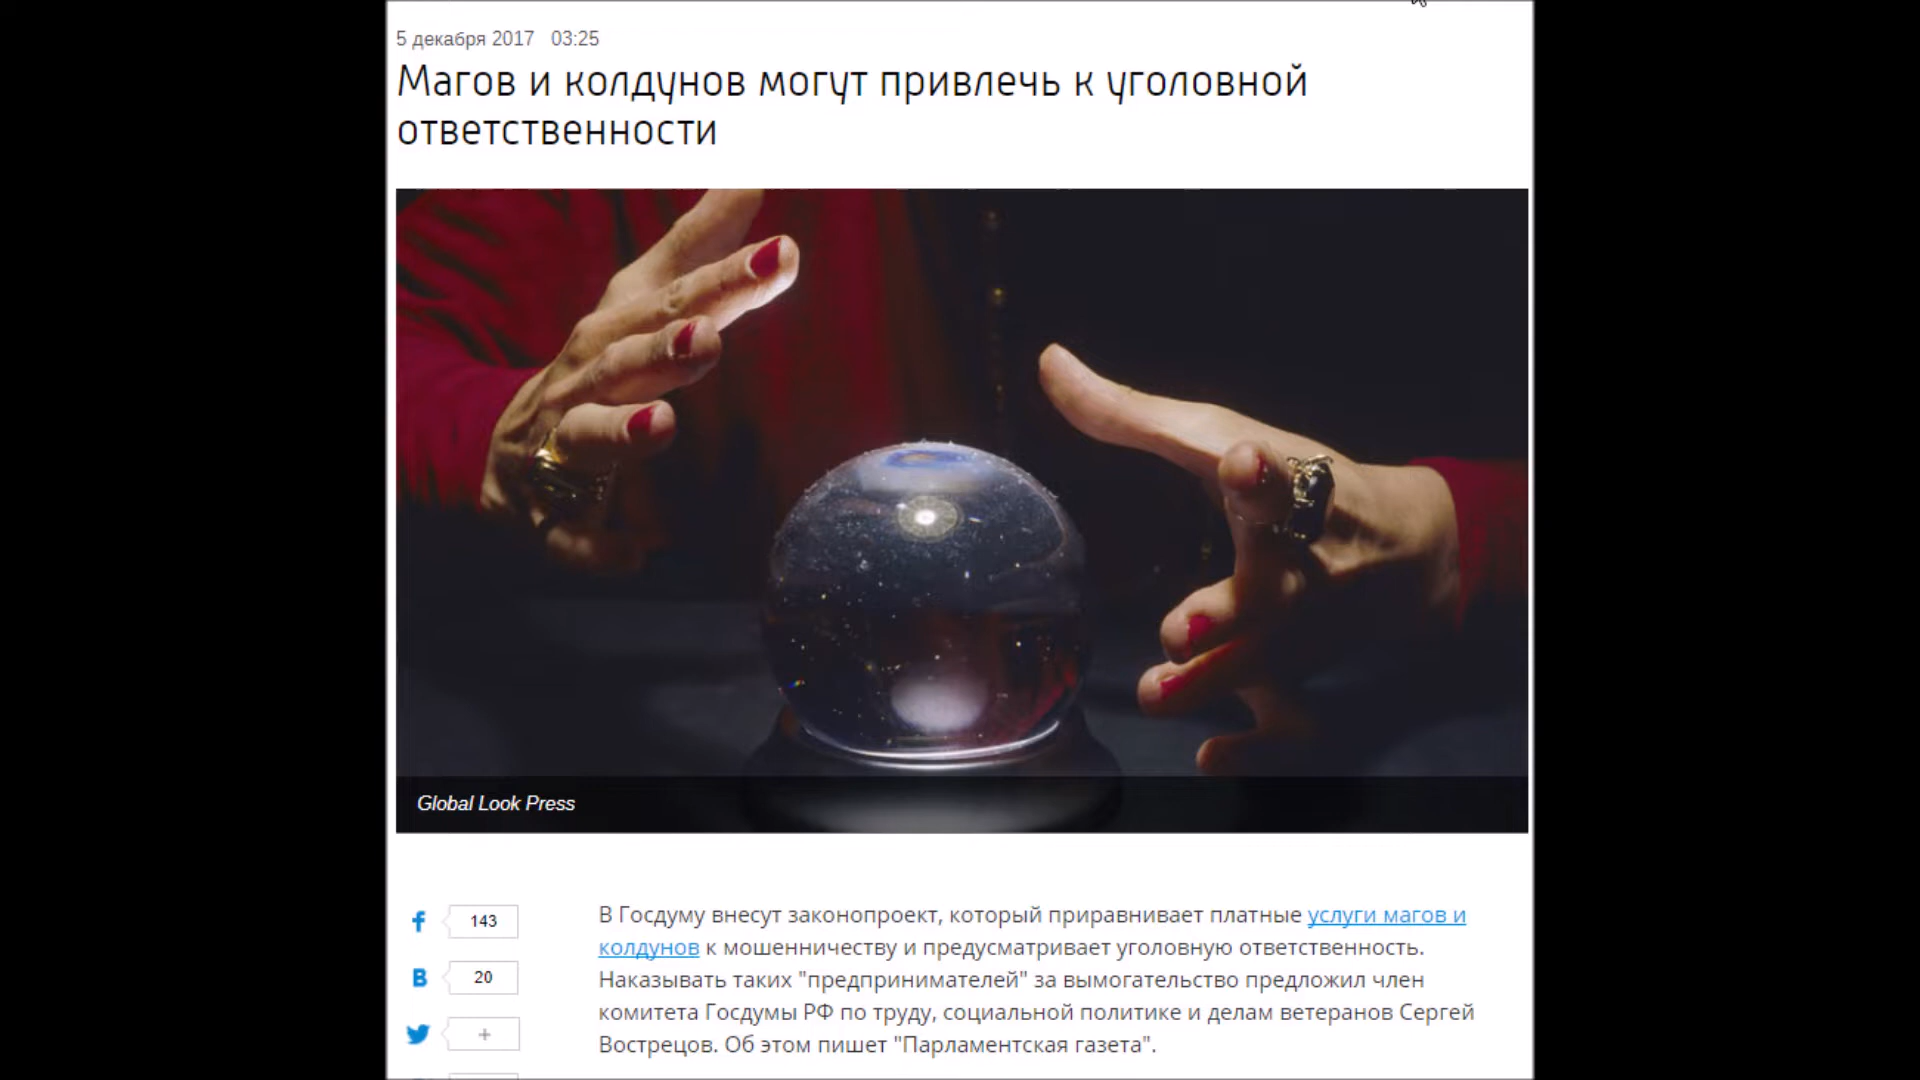 5 декабря 2017 03:25
Магов и колдунов могут привлечь к уголовной
ответственности
Global Look Press
143
20
+
В Госдуму внесут законопроект, который приравнивает платные услуги магов и
колдунов к мошенничеству и предусматривает уголовную ответственность.
Наказывать таких "предпринимателей" за вымогательство предложил член
комитета Госдумы РФ по труду, социальной политике и делам ветеранов Сергей
Вострецов. Об этом пишет "Парламентская газета".